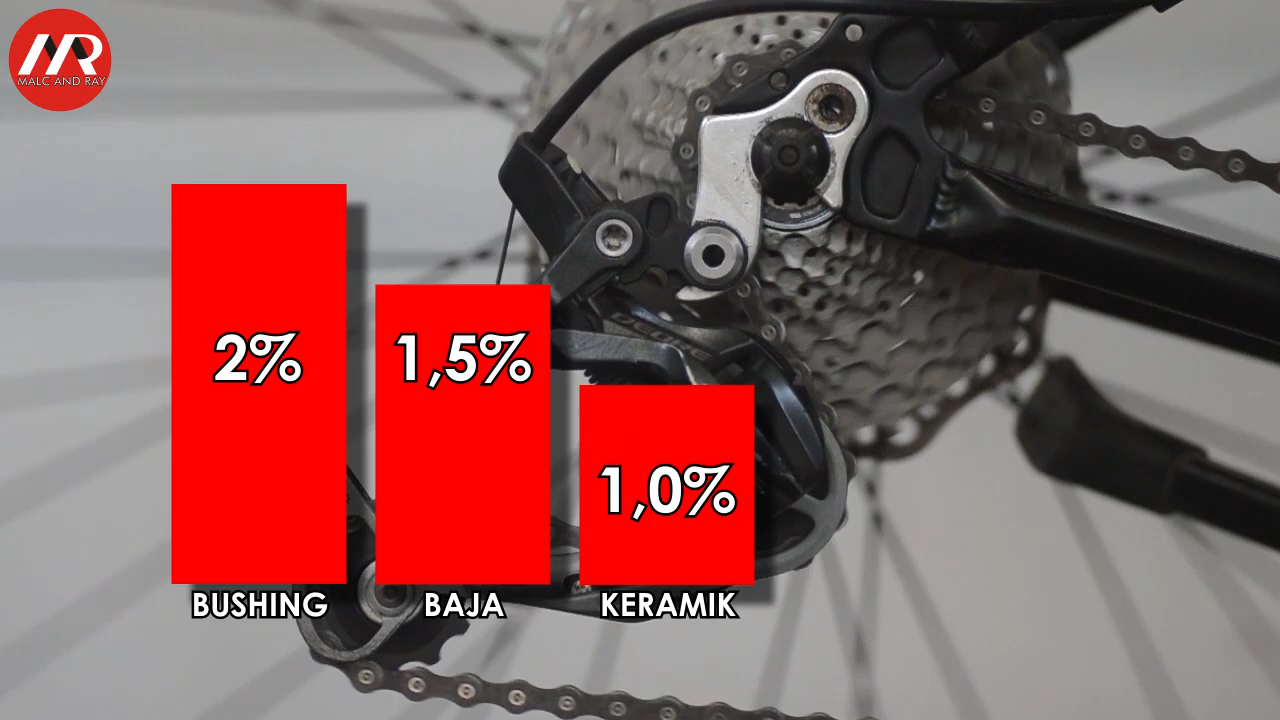 MR
MALC AND RAY
2%
1,5%
1,0%
BUSHING
BAJA
KERAMIK